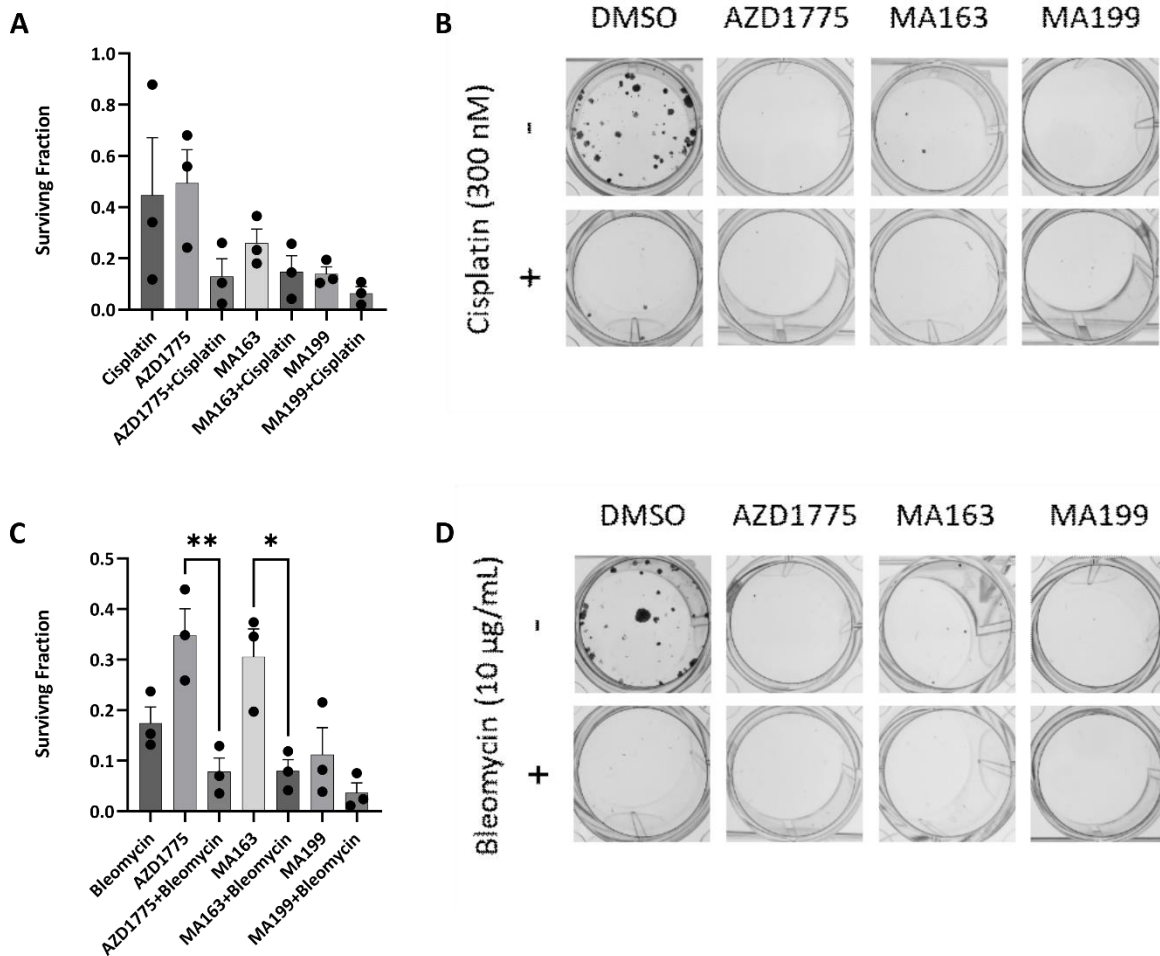 A
Survivng Fraction
1.0
0.8
0.6
0.4
0.2
0.0
Cisplatin
AZD1775
AZD1775+Cisplatin
MA163
MA163+Cisplatin
MA199
MA199+Cisplatin
B
DMSO AZD1775 MA163 MA199
Cisplatin (300 nM)
-
+
C
Survivng Fraction
0.5
0.4
0.3
0.2
0.1
0.0
** *
Bleomycin
AZD1775
AZD1775+Bleomycin
MA163
MA163+Bleomycin
MA199
MA199+Bleomycin
D
DMSO AZD1775 MA163 MA199
Bleomycin (10 µg/mL)
-
+